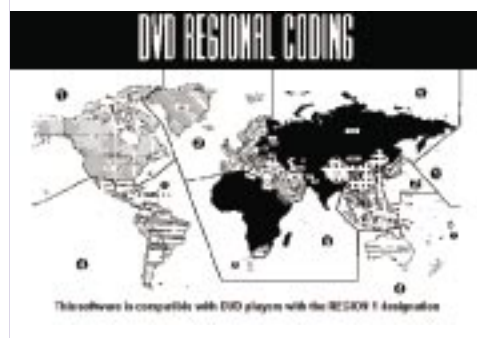 DVD REGIONAL CODING
This software is compatible with DVD players with the REGION 1 designation